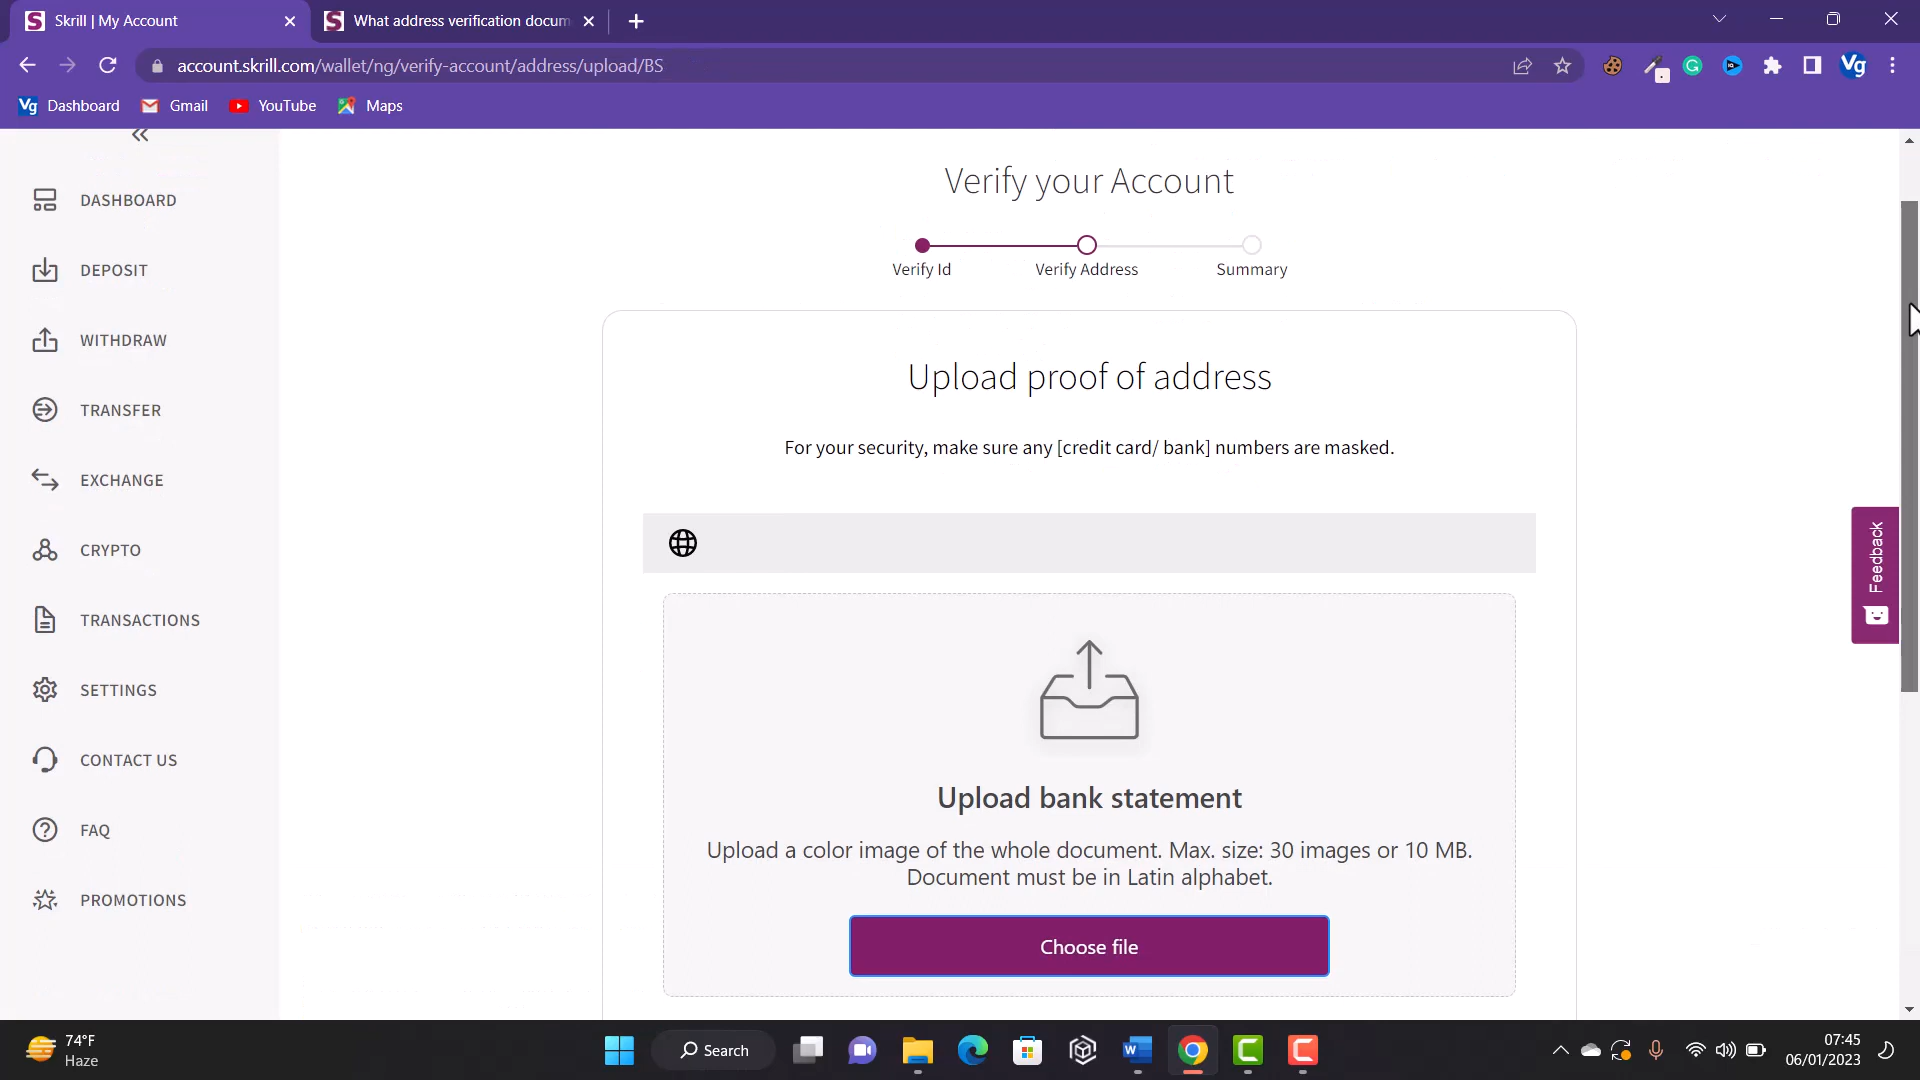 Skrill | My Account
What address verification docum
account.skrill.com/wallet/ng/verify-account/address/upload/BS
Vg
Vg Dashboard
Gmail
YouTube
Maps
DASHBOARD
DEPOSIT
WITHDRAW
TRANSFER
EXCHANGE
CRYPTO
TRANSACTIONS
SETTINGS
CONTACT US
FAQ
PROMOTIONS
Verify your Account
Verify Id
Verify Address
Summary
Upload proof of address
For your security, make sure any [credit card/ bank] numbers are masked.
Upload bank statement
Upload a color image of the whole document. Max. size: 30 images or 10 MB.
Document must be in Latin alphabet.
Choose file
Feedback
74°F
Haze
Search
07:45
06/01/2023